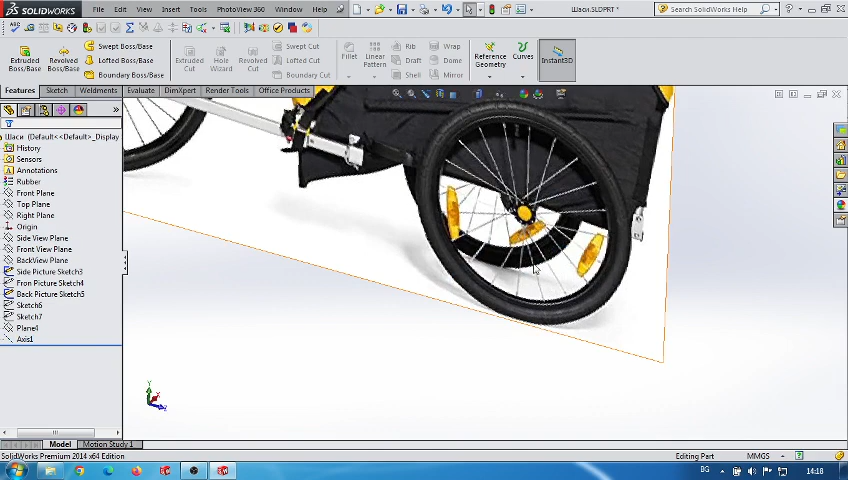 SOLIDWORKS File Edit View Insert Tools PhotoView 360 Window Help Шаси.SLDPRT * Search SolidWorks Help
Extruded Boss/Base
Revolved Boss/Base
Swept Boss/Base
Lofted Boss/Base
Boundary Boss/Base
Extruded Cut
Hole Wizard
Revolved Cut
Swept Cut
Lofted Cut
Boundary Cut
Fillet
Linear Pattern
Rib
Draft
Shell
Wrap
Dome
Mirror
Reference Geometry
Curves
Instant3D
Features Sketch Weldments Evaluate DimXpert Render Tools Office Products
Шаси (Default<<Default>_Display
History
Sensors
Annotations
Rubber
Front Plane
Top Plane
Right Plane
Origin
Side View Plane
Front View Plane
BackView Plane
Side Picture Sketch3
Fron Picture Sketch4
Back Picture Sketch5
Sketch6
Sketch7
Plane4
Axis1
Model Motion Study 1
SolidWorks Premium 2014 x64 Edition Editing Part MMGS
BG 14:18